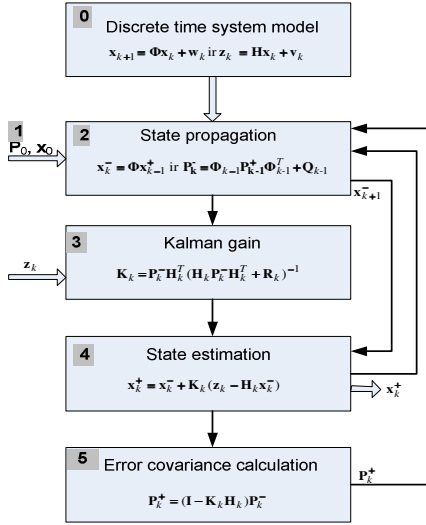 0
Discrete time system model
x_{k+1} = Φx_k + w_k ir z_k = Hx_k + v_k
1
P_0, x_0
2
State propagation
x_k^- = Φx_{k-1}^+ ir P_k^- = Φ_{k-1}P_{k-1}^+Φ_{k-1}^T + Q_{k-1}
x_{k+1}^-
3
Kalman gain
z_k
K_k = P_k^- H_k^T (H_k P_k^- H_k^T + R_k)^{-1}
4
State estimation
x_k^+ = x_k^- + K_k (z_k − H_k x_k^-)
x_k^+
5
Error covariance calculation
P_k^+
P_k^+ = (I − K_k H_k) P_k^-